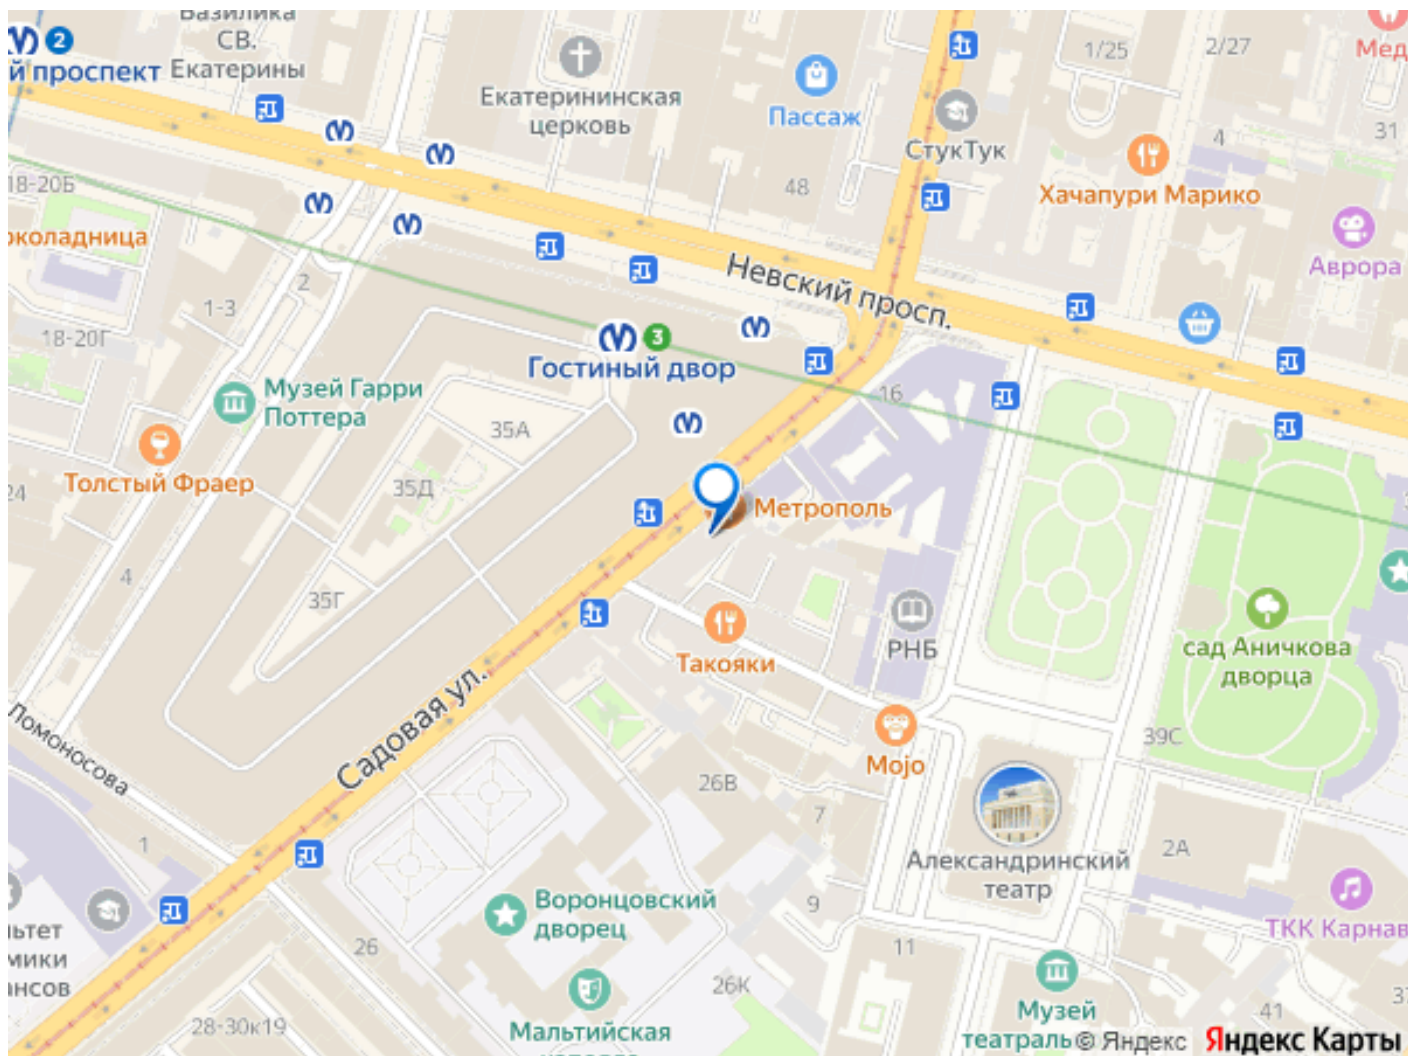 Базилика
СВ.
Екатерины
2
й проспект
Екатерининская
церковь
Пассаж
СтукТук
1/25
2/27
Мед
4
31
Хачапури Марико
48
18-20Б
околадница
Аврора
Невский просп.
2
1-3
18-20Г
3
Гостиный двор
Музей Гарри
Поттера
16
35А
Толстый Фраер
24
35Д
Метрополь
4
35Г
Такояки
РНБ
сад Аничкова
дворца
Садовая ул.
Ломоносова
Mojo
39С
26В
7
1
Александринский
театр
2А
Воронцовский
дворец
9
ТКК Карнав
ьтет
мики
нсов
26
11
26К
28-30к19
Мальтийская
Музей
театраль
41
37
© Яндекс
Яндекс Карты